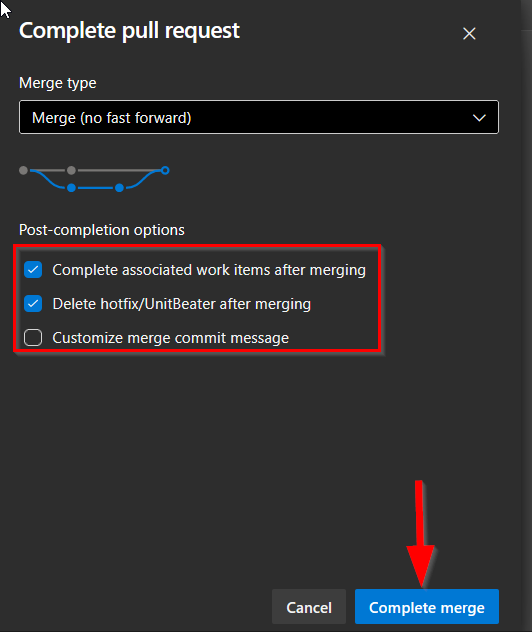 Complete pull request
Merge type
Merge (no fast forward)
Post-completion options
Complete associated work items after merging
Delete hotfix/UnitBeater after merging
Customize merge commit message
Cancel
Complete merge